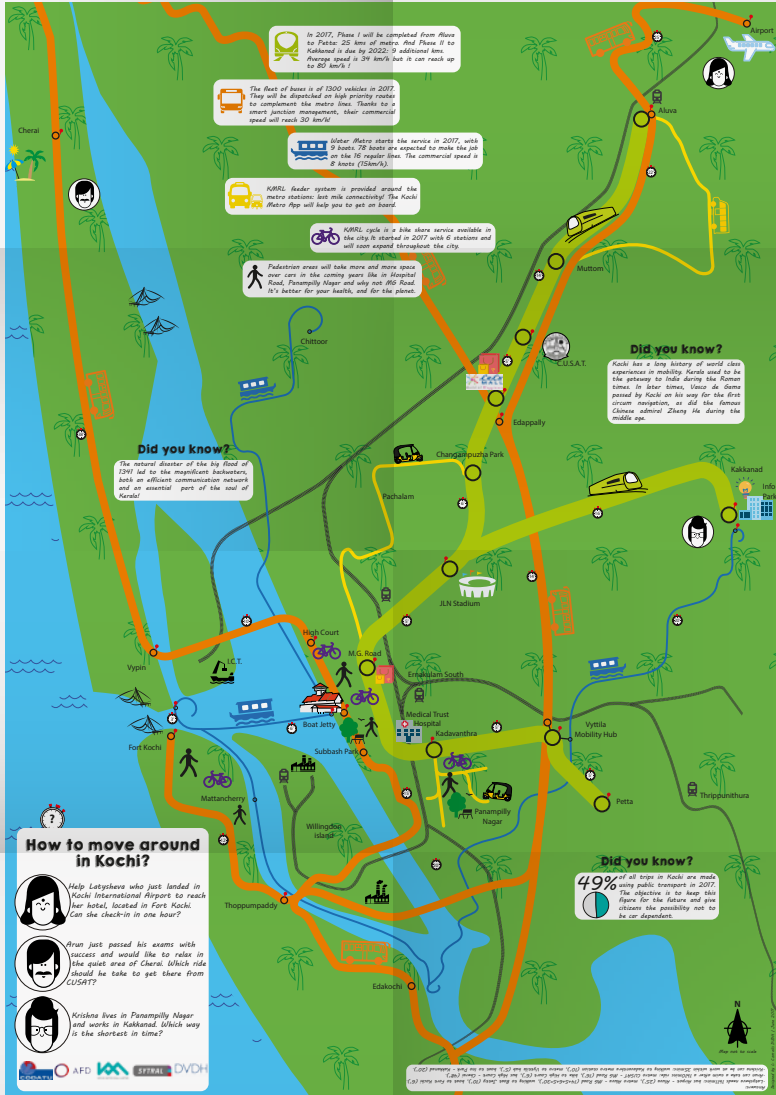 In 2017, Phase I will be completed from Aluva
to Petta: 25 kms of metro. And Phase II to
Kakkanad is due by 2022: 9 additional kms.
Average speed is 34 km/h but it can reach up
to 80 km/h !
Airport
The fleet of buses is of 1300 vehicles in 2017.
They will be dispatched on high priority routes
to complement the metro lines. Thanks to a
smart junction management, their commercial
speed will reach 30 km/h!
Aluva
Cherai
Water Metro starts the service in 2017, with
9 boats. 78 boats are expected to make the job
on the 16 regular lines. The commercial speed is
8 knots (15km/h).
KMRL feeder system is provided around the
metro stations: last mile connectivity! The Kochi
Metro App will help you to get on board.
KMRL cycle is a bike share service available in
the city.It started in 2017 with 6 stations and
will soon expand throughout the city.
Pedestrian areas will take more and more space
over cars in the coming years like in Hospital
Road, Panampilly Nagar and why not MG Road.
It's better for your health, and for the planet.
Muttom
Chittoor
C.U.S.A.T.
Did you know?
Kochi has a long history of world class
experiences in mobility. Kerala used to be
the gateway to India during the Roman
times. In later times, Vasco de Gama
passed by Kochi on his way for the first
circum navigation, as did the famous
Chinese admiral Zheng He during the
middle age.
MALL
Edappally
Did you know?
The natural disaster of the big flood of
1341 led to the magnificent backwaters,
both an efficient communication network
and an essential part of the soul of
Kerala!
Changampuzha Park
Pachalam
Kakkanad
Info
Park
JLN Stadium
High Court
M.G. Road
Vypin
I.C.T.
Ernakulam South
Medical Trust
Hospital
Boat Jetty
Kadavanthra
Vyttila
Mobility Hub
Fort Kochi
Subbash Park
Mattancherry
Panampilly
Nagar
Petta
Thrippunithura
Willingdon
Island
?
How to move around
in Kochi?
Help Latysheva who just landed in
Kochi International Airport to reach
her hotel, located in Fort Kochi.
Can she check-in in one hour?
Arun just passed his exams with
success and would like to relax in
the quiet area of Cherai. Which ride
should he take to get there from
CUSAT?
Krishna lives in Panampilly Nagar
and works in Kakkanad. Which way
is the shortest in time?
CODATU
AFD
SYTRAL
DVDH
Thoppumpaddy
Edakochi
Did you know?
49% of all trips in Kochi are made
using public transport in 2017.
The objective is to keep this
figure for the future and give
citizens the possibility not to
be car dependent.
N
Map not to scale